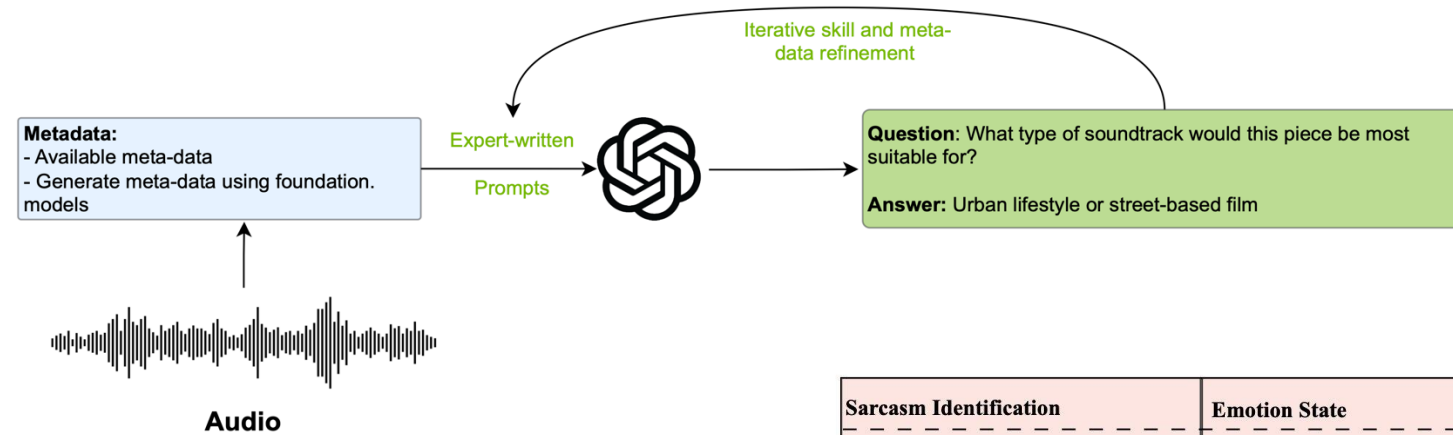 Iterative skill and meta-
data refinement
Metadata:
- Available meta-data
- Generate meta-data using foundation.
models
Expert-written
Prompts
Question: What type of soundtrack would this piece be most
suitable for?
Answer: Urban lifestyle or street-based film
Audio
Sarcasm Identification
Emotion State